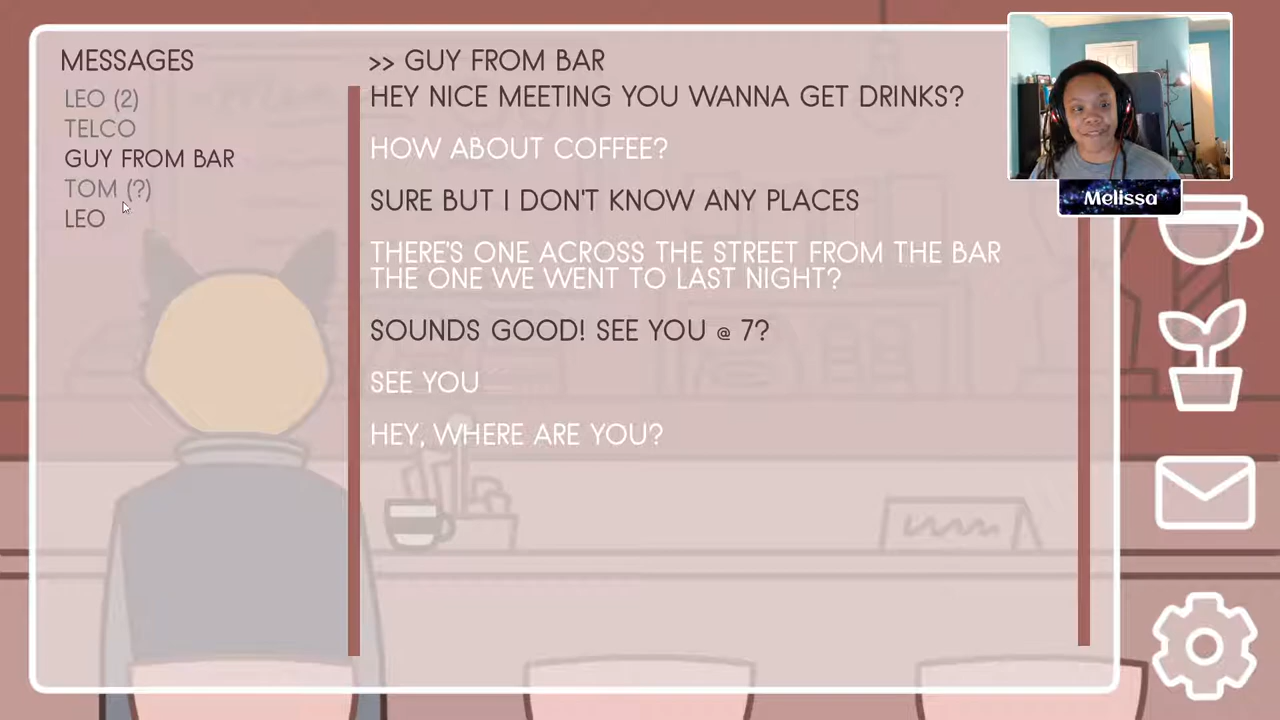 MESSAGES
LEO (2)
TELCO
GUY FROM BAR
TOM (?)
LEO
>> GUY FROM BAR
HEY NICE MEETING YOU WANNA GET DRINKS?
HOW ABOUT COFFEE?
SURE BUT I DON'T KNOW ANY PLACES
THERE'S ONE ACROSS THE STREET FROM THE BAR
THE ONE WE WENT TO LAST NIGHT?
SOUNDS GOOD! SEE YOU @ 7?
SEE YOU
HEY, WHERE ARE YOU?
Melissa